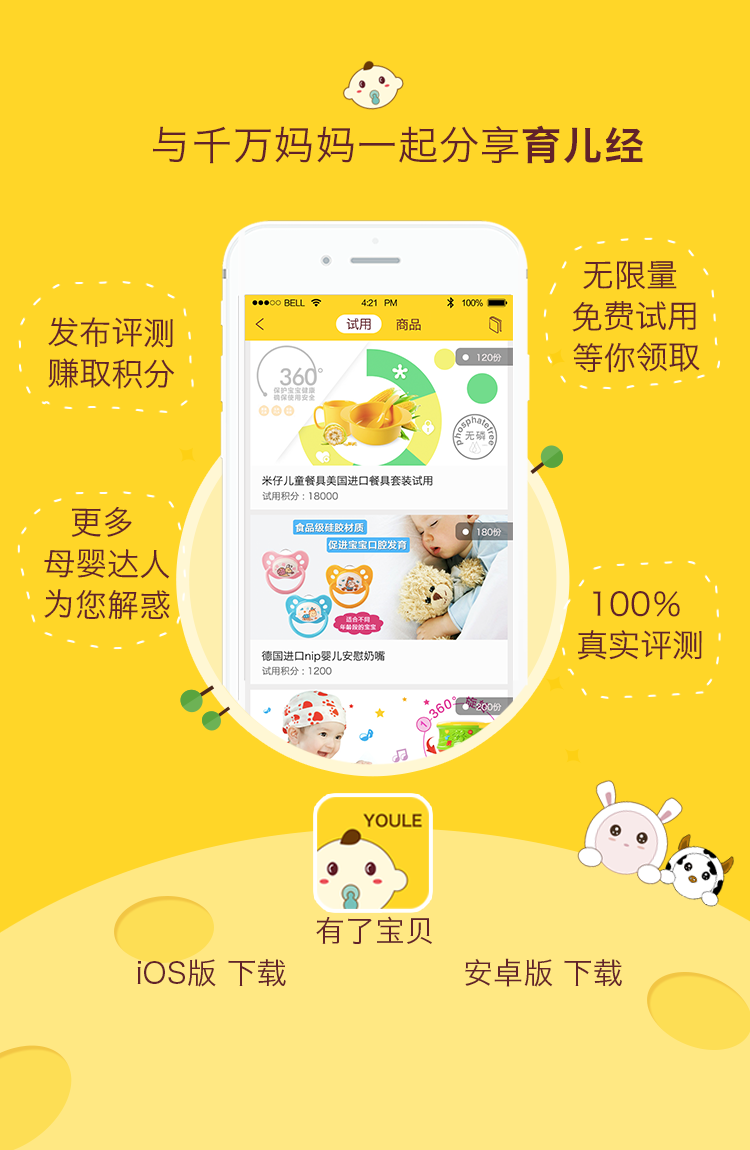 与千万妈妈一起分享育儿经
发布评测
赚取积分
无限量
免费试用
等你领取
更多
母婴达人
为您解惑
100%
真实评测
BELL
4:21 PM
100%
试用
商品
120份
360°
保护宝宝健康
确保使用安全
phosphatefree
无磷
米仔儿童餐具美国进口餐具套装试用
试用积分：18000
180份
食品级硅胶材质
促进宝宝口腔发育
适合不同
年龄段的宝宝
德国进口nip婴儿安慰奶嘴
试用积分：1200
200份
1
360°
YOULE
有了宝贝
iOS版 下载
安卓版 下载